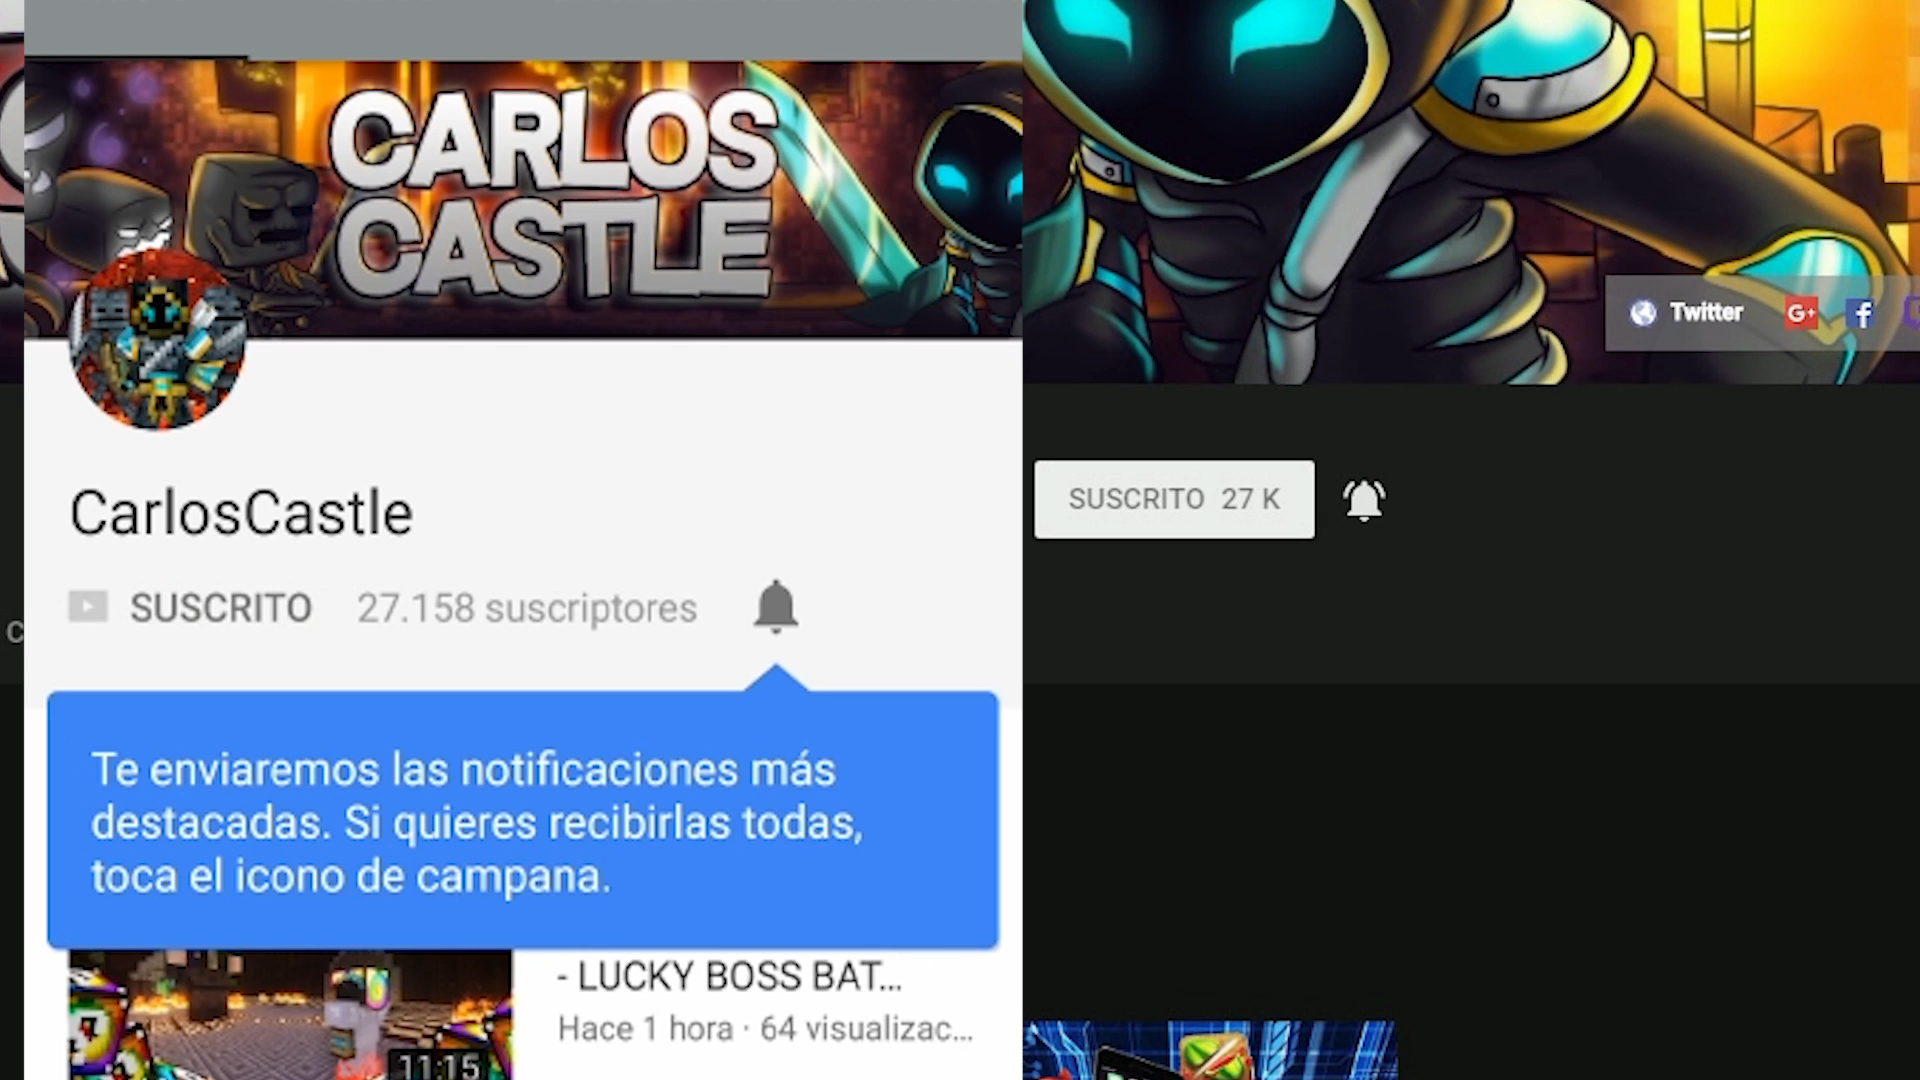 CARLOS
CASTLE
CarlosCastle
SUSCRITO 27.158 suscriptores
Te enviaremos las notificaciones más
destacadas. Si quieres recibirlas todas,
toca el icono de campana.
- LUCKY BOSS BAT...
Hace 1 hora · 64 visualizac...
11:15
Twitter G+ f
SUSCRITO 27 K